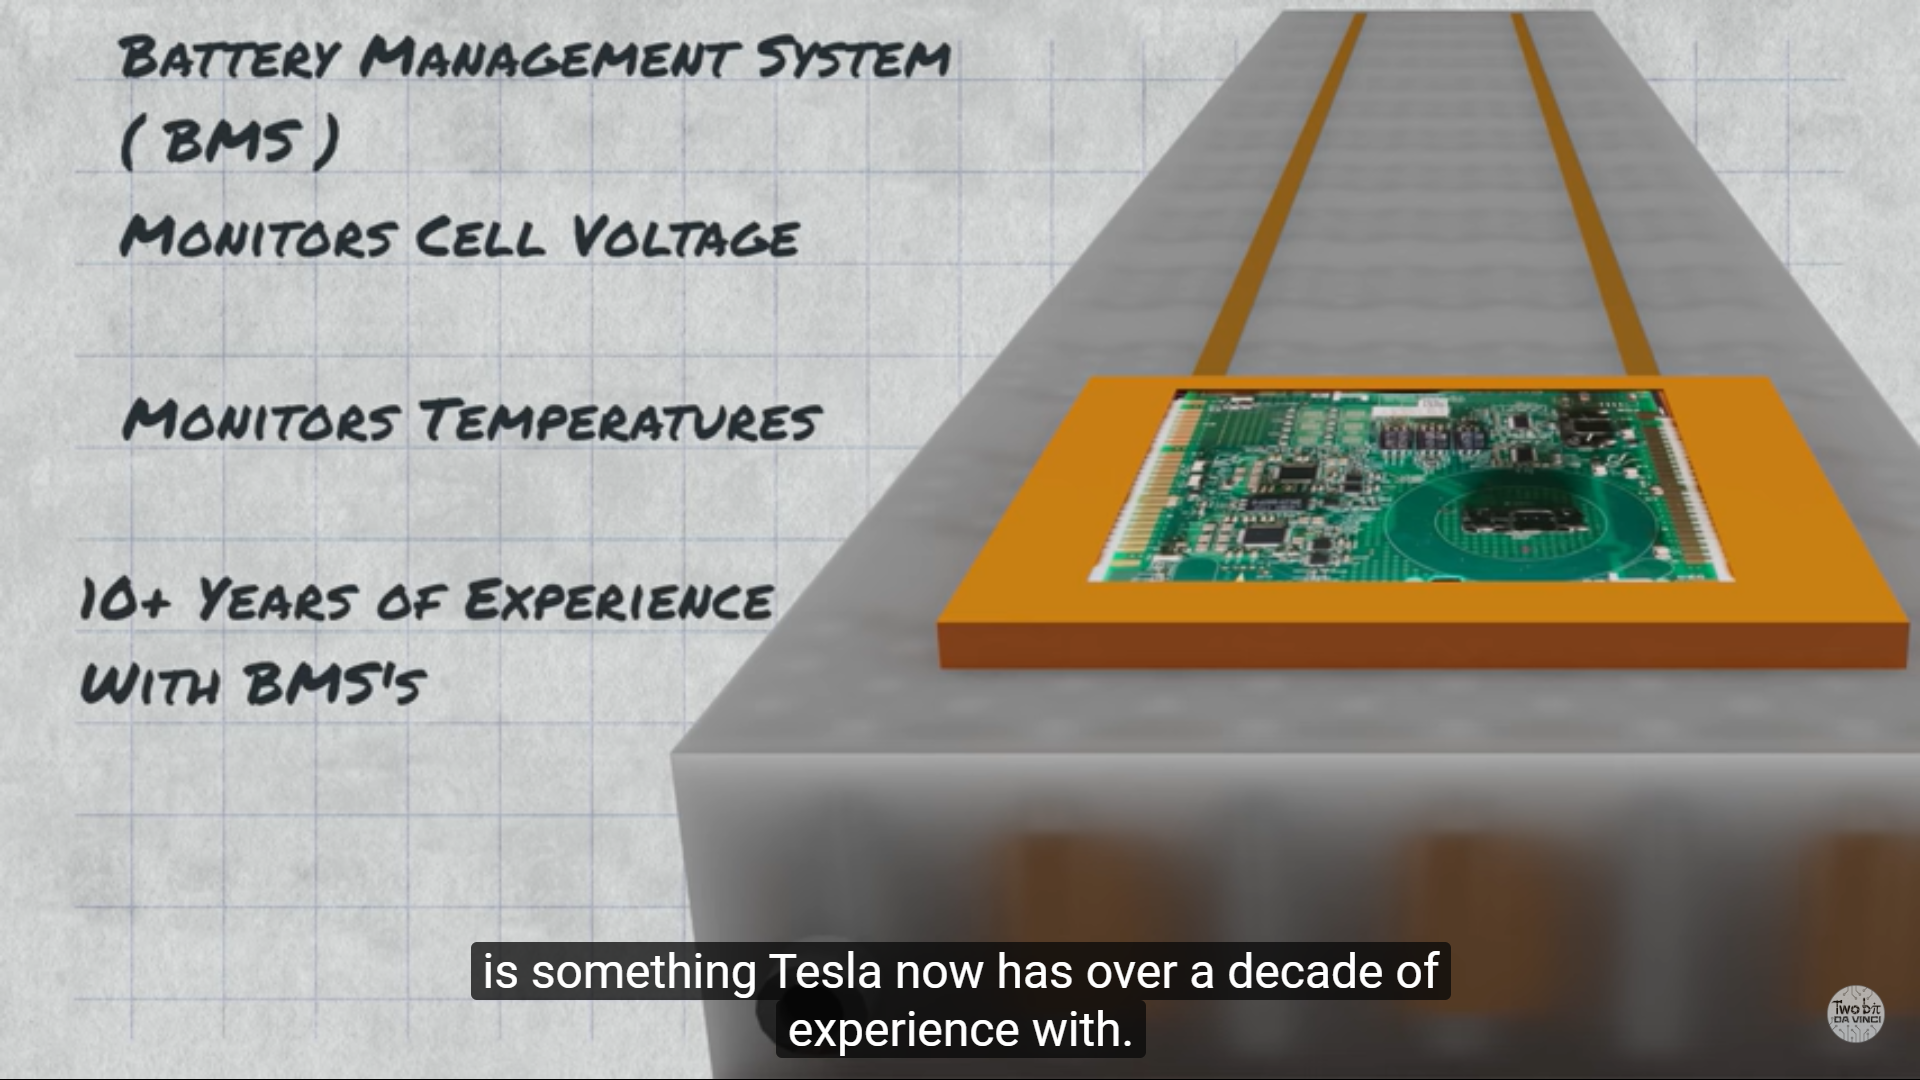 Battery Management System
( BMS )
Monitors Cell Voltage
Monitors Temperatures
10+ Years of Experience
With BMS's
is something Tesla now has over a decade of
experience with.
Two bit
DA VINCI